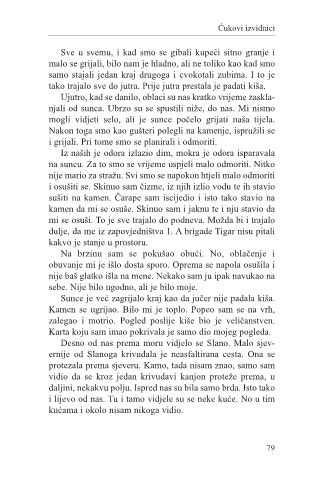 Ćukovi izvidnici
Sve u svemu, i kad smo se gibali kupeći sitno granje i
malo se grijali, bilo nam je hladno, ali ne toliko kao kad smo
samo stajali jedan kraj drugoga i cvokotali zubima. I to je
tako trajalo sve do jutra. Prije jutra prestala je padati kiša.
Ujutro, kad se danilo, oblaci su nas kratko vrijeme zaskla-
njali od sunca. Ubrzo su se spustili niže, do nas. Mi nismo
mogli vidjeti selo, ali je sunce počelo grijati naša tijela.
Nakon toga smo kao gušteri polegli na kamenje, ispružili se
i grijali. Pri tome smo se planirali i odmoriti.
Iz naših je odora izlazio dim, mokra je odora isparavala
na suncu. Za to smo se vrijeme uspjeli malo odmoriti. Nitko
nije mario za stražu. Svi smo se napokon htjeli malo odmoriti
i osušiti se. Skinuo sam čizme, iz njih izlio vodu te ih stavio
sušiti na kamen. Čarape sam iscijedio i isto tako stavio na
kamen da mi se osuše. Skinuo sam i jaknu te i nju stavio da
mi se osuši. To je sve trajalo do podneva. Možda bi i trajalo
dulje, da me iz zapovjedništva 1. A brigade Tigar nisu pitali
kakvo je stanje u prostoru.
Na brzinu sam se pokušao obući. No, oblačenje i
obuvanje mi je išlo dosta sporo. Oprema se napola osušila i
nije baš glatko išla na mene. Nekako sam ju ipak navukao na
sebe. Nije bilo ugodno, ali je bilo moje.
Sunce je već zagrijalo kraj kao da jučer nije padala kiša.
Kamen se ugrijao. Bilo mi je toplo. Popeo sam se na vrh,
zalegao i motrio. Pogled poslije kiše bio je veličanstven.
Karta koju sam imao pokrivala je samo dio mojeg pogleda.
Desno od nas prema moru vidjelo se Slano. Malo sjev-
ernije od Slanoga krivudala je neasfaltirana cesta. Ona se
protezala prema sjeveru. Kamo, tada nisam znao, samo sam
vidio da se kroz jedan krivudavi kanjon proteže prema, u
daljini, nekakvu polju. Ispred nas su bila samo brda. Isto tako
i lijevo od nas. Tu i tamo vidjele su se neke kuće. No u tim
kućama i okolo nisam nikoga vidio.
79